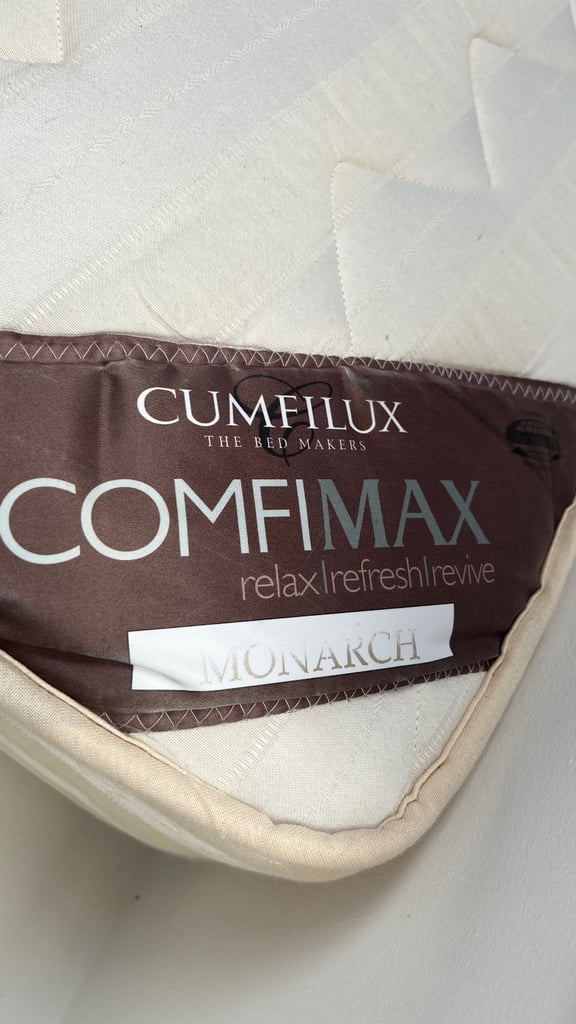 CUMFILUX
THE BED MAKERS
COMFIMAX
relax|refresh|revive
MONARCH